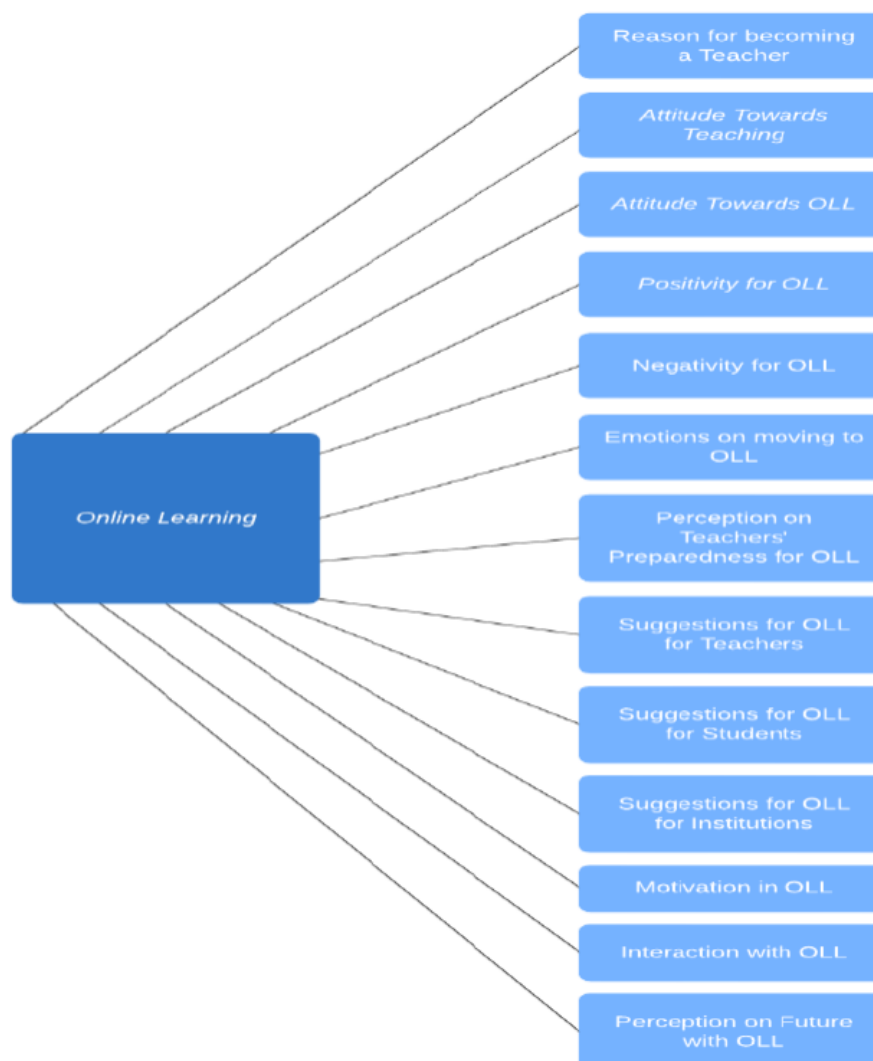 Reason for becoming
a Teacher
Attitude Towards
Teaching
Attitude Towards OLL
Positivity for OLL
Negativity for OLL
Emotions on moving to
OLL
Online Learning
Perception on
Teachers'
Preparedness for OLL
Suggestions for OLL
for Teachers
Suggestions for OLL
for Students
Suggestions for OLL
for Institutions
Motivation in OLL
Interaction with OLL
Perception on Future
with OLL